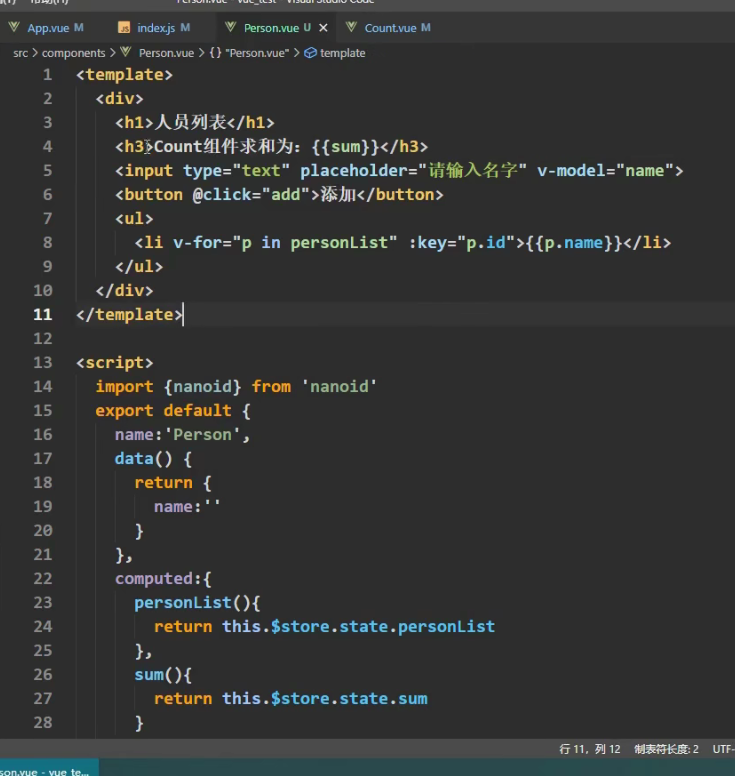 Person.vue - vue_test - Visual Studio Code
App.vue M index.js M Person.vue U × Count.vue M
src > components > Person.vue > {} "Person.vue" > template
1 <template>
2 <div>
3 <h1>人员列表</h1>
4 <h3>Count组件求和为：{{sum}}</h3>
5 <input type="text" placeholder="请输入名字" v-model="name">
6 <button @click="add">添加</button>
7 <ul>
8 <li v-for="p in personList" :key="p.id">{{p.name}}</li>
9 </ul>
10 </div>
11 </template>
12
13 <script>
14 import {nanoid} from 'nanoid'
15 export default {
16 name:'Person',
17 data() {
18 return {
19 name:''
20 }
21 },
22 computed:{
23 personList(){
24 return this.$store.state.personList
25 },
26 sum(){
27 return this.$store.state.sum
28 }
行 11，列 12 制表符长度: 2 UTF-
son.vue - vue_te...